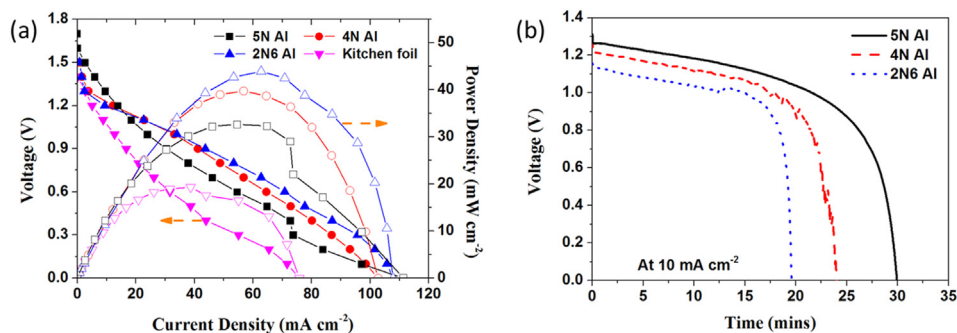 (a)
5N Al
4N Al
2N6 Al
Kitchen foil
Voltage (V)
1.8
1.5
1.2
0.9
0.6
0.3
0.0
Power Density (mW cm-2)
50
40
30
20
10
0
0 20 40 60 80 100 120
Current Density (mA cm-2)
(b)
5N Al
4N Al
2N6 Al
Voltage (V)
1.4
1.2
1.0
0.8
0.6
0.4
0.2
0.0
At 10 mA cm-2
0 5 10 15 20 25 30 35
Time (mins)